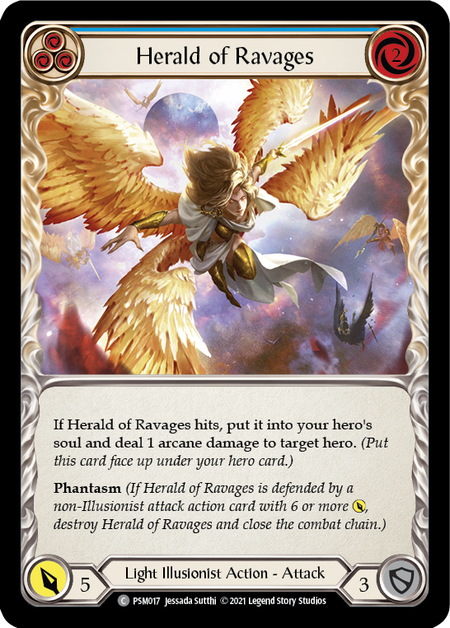 Herald of Ravages
2
If Herald of Ravages hits, put it into your hero's
soul and deal 1 arcane damage to target hero. (Put
this card face up under your hero card.)
Phantasm (If Herald of Ravages is defended by a
non-Illusionist attack action card with 6 or more ,
destroy Herald of Ravages and close the combat chain.)
5
Light Illusionist Action - Attack
3
C PSM017 Jessada Sutthi © 2021 Legend Story Studios